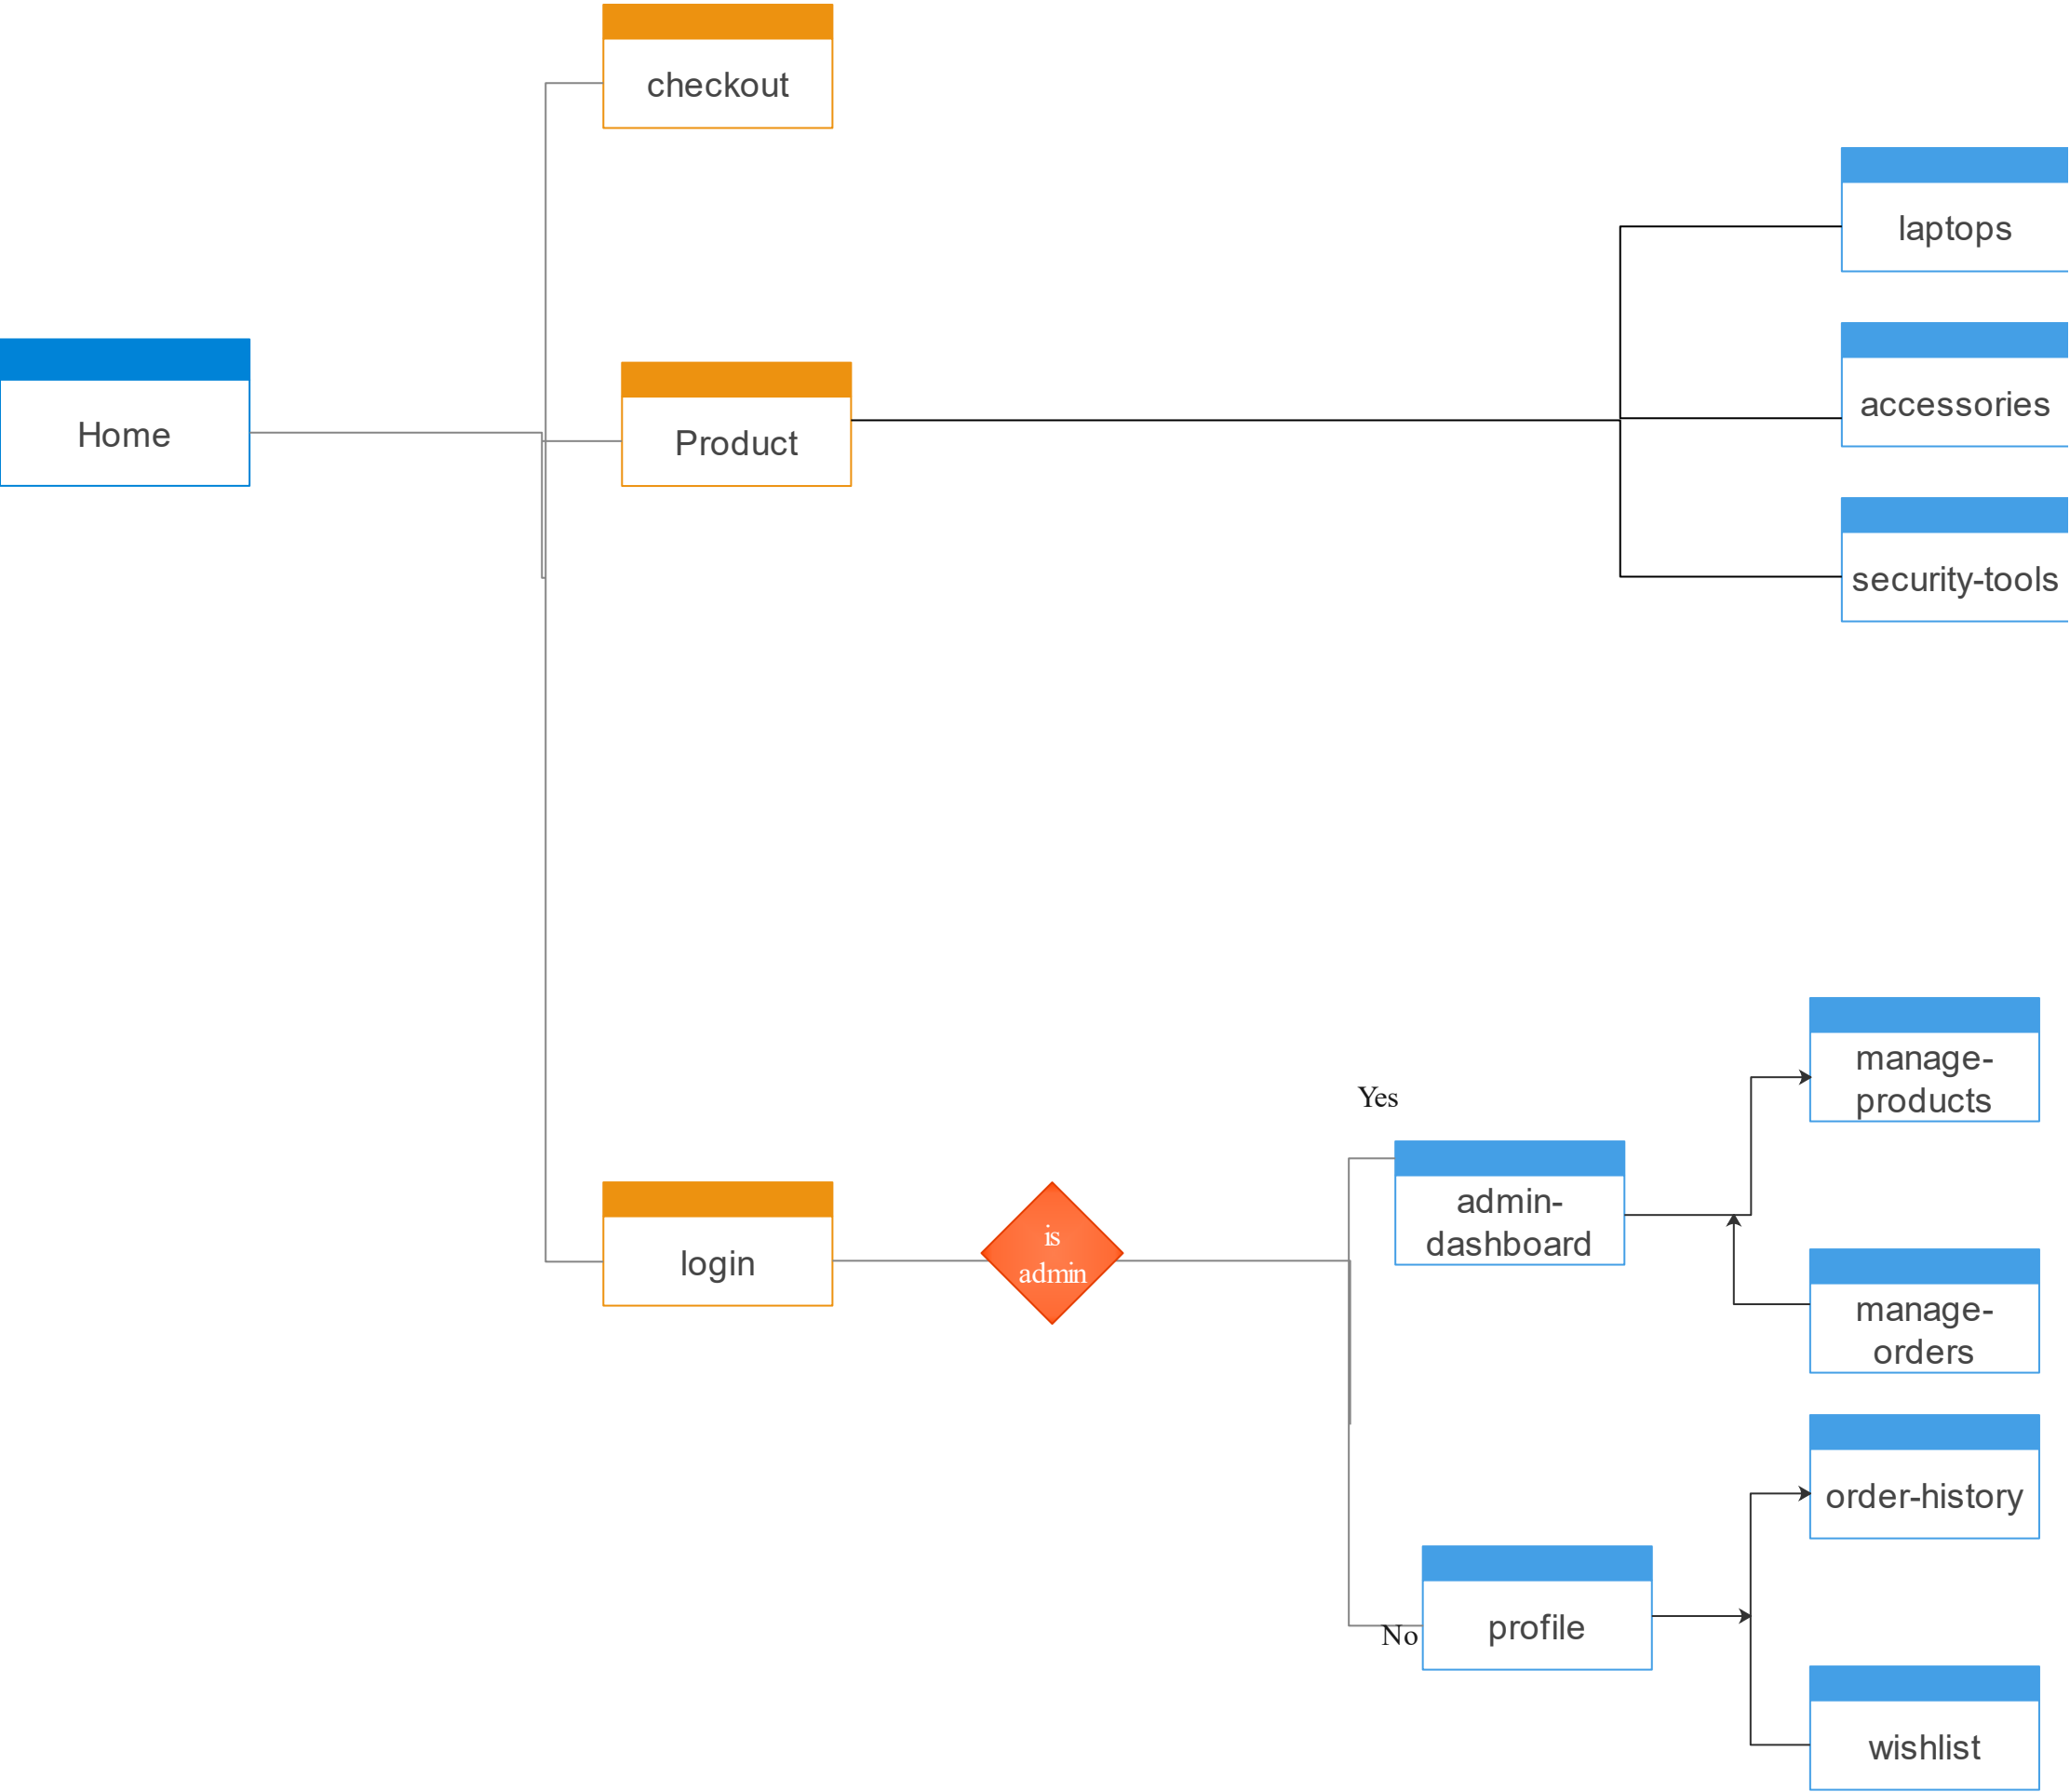 checkout
laptops
accessories
Home
Product
security-tools
manage-
products
Yes
admin-
dashboard
is
admin
login
manage-
orders
order-history
profile
No
wishlist